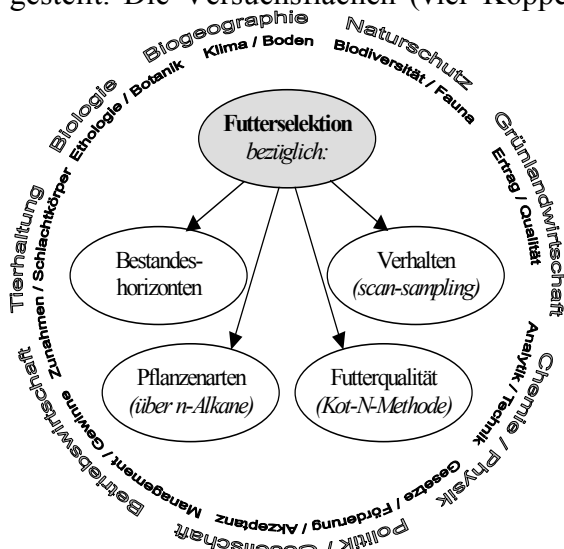 gestellt. Die Versuchsflächen (vier Koppe
Biogeographie
Klima / Boden
Naturschutz
Biodiversität / Fauna
Grünlandwirtschaft
Ertrag / Qualität
Chemie / Physik
Analytik / Technik
Politik / Gesellschaft
Gesetze / Förderung / Akzeptanz
Betriebswirtschaft
Management / Gewinne
Tierhaltung
Zunahmen / Schlachtkörper
Biologie
Ethologie / Botanik
Futterselektion
bezüglich:
Bestandes-
horizonten
Verhalten
(scan-sampling)
Pflanzenarten
(über n-Alkane)
Futterqualität
(Kot-N-Methode)